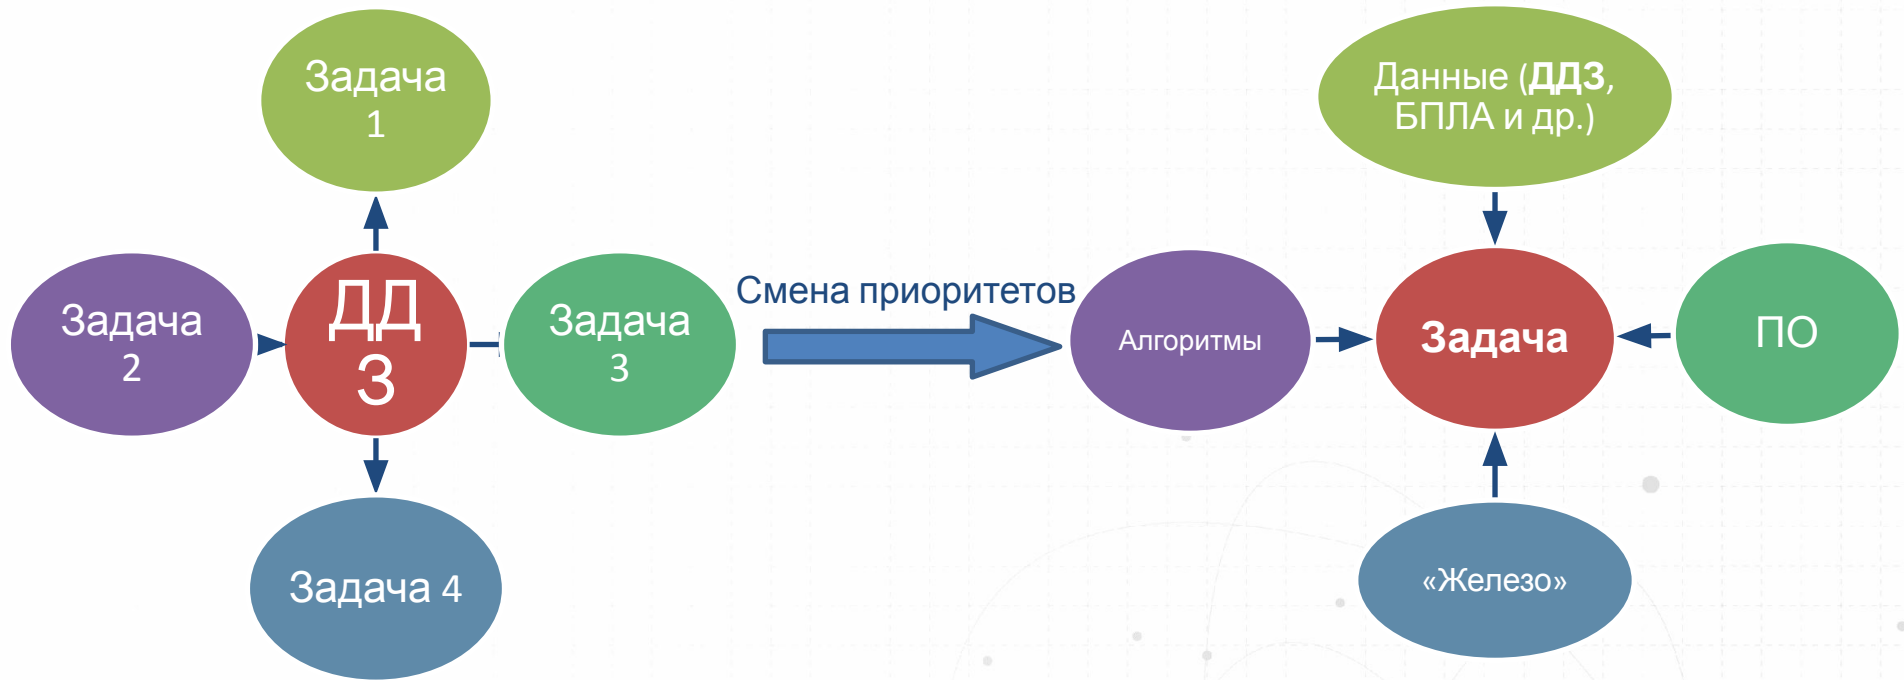 Задача
1
Задача
2
ДД
З
Задача
3
Задача 4
Смена приоритетов
Данные (ДДЗ,
БПЛА и др.)
Алгоритмы
Задача
ПО
«Железо»